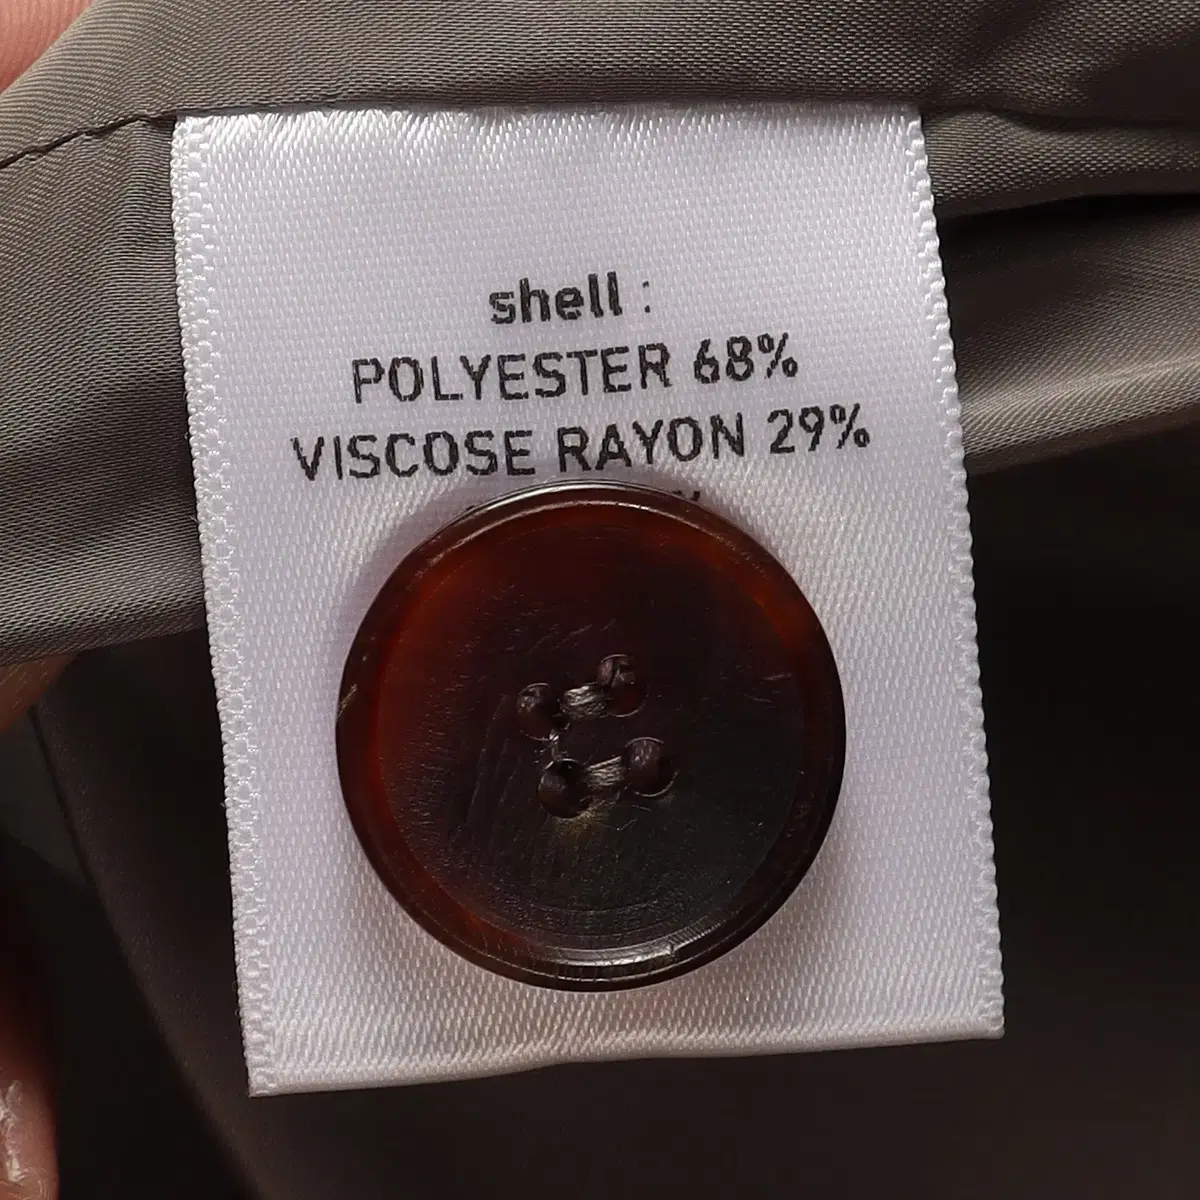 shell :
POLYESTER 68%
VISCOSE RAYON 29%